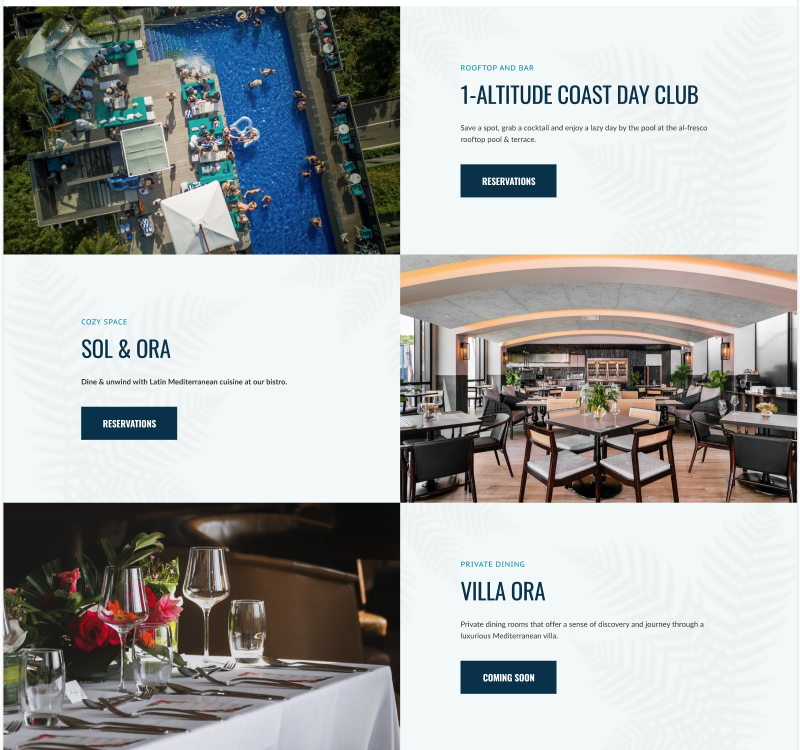 ROOFTOP AND BAR
1-ALTITUDE COAST DAY CLUB
Save a spot, grab a cocktail and enjoy a lazy day by the pool at the al-fresco
rooftop pool & terrace.
RESERVATIONS
COZY SPACE
SOL & ORA
Dine & unwind with Latin Mediterranean cuisine at our bistro.
RESERVATIONS
PRIVATE DINING
VILLA ORA
Private dining rooms that offer a sense of discovery and journey through a
luxurious Mediterranean villa.
COMING SOON